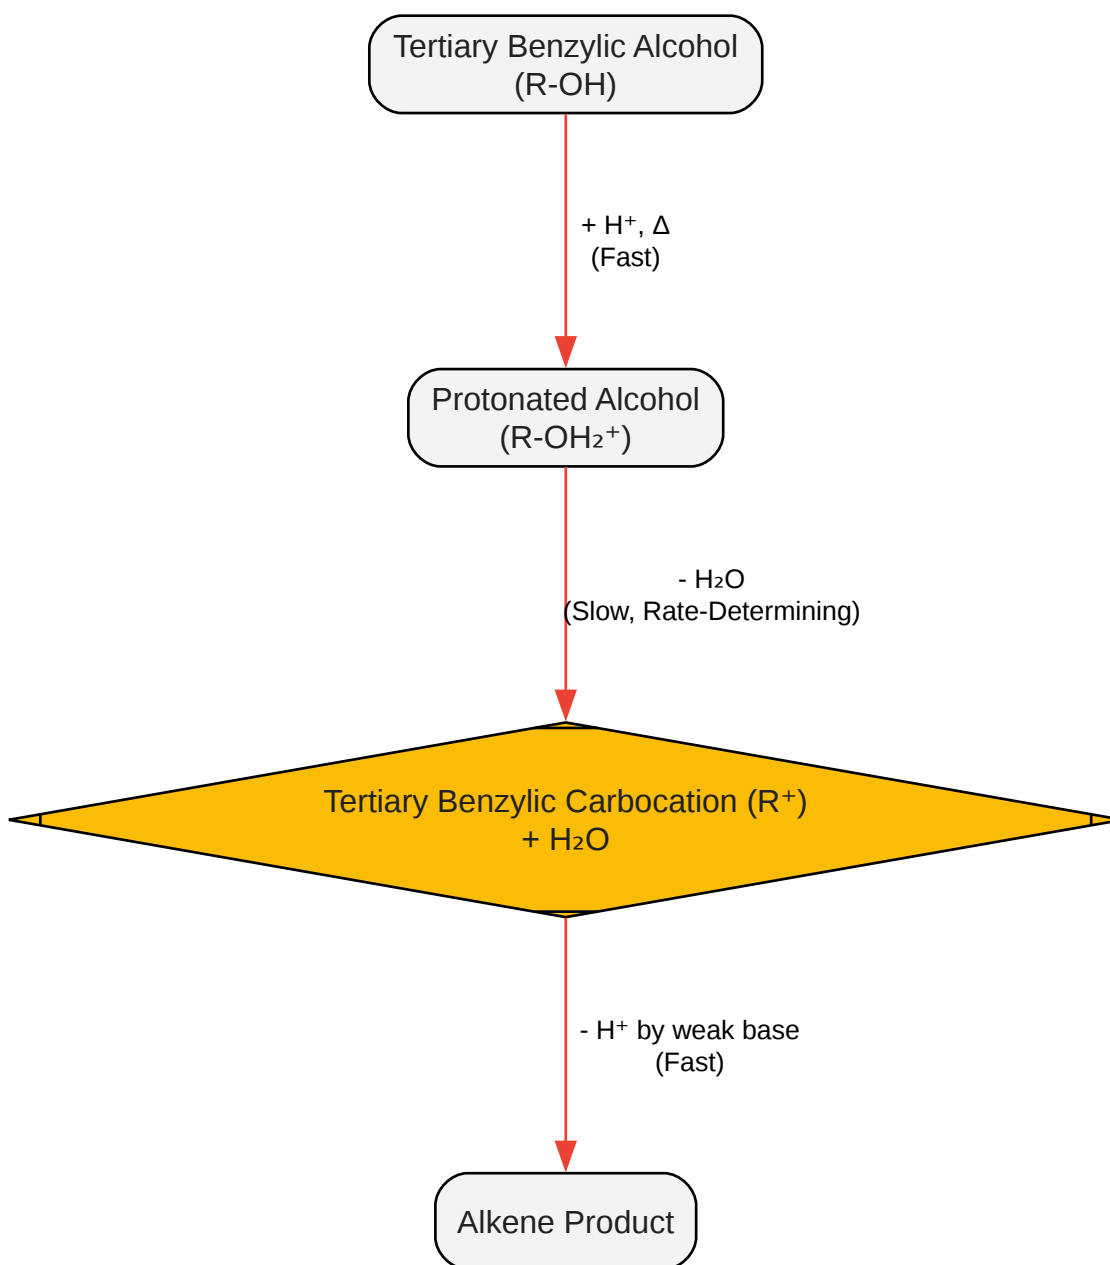 Tertiary Benzylic Alcohol
(R-OH)
+ H⁺, Δ
(Fast)
Protonated Alcohol
(R-OH₂⁺)
- H₂O
(Slow, Rate-Determining)
Tertiary Benzylic Carbocation (R⁺)
+ H₂O
- H⁺ by weak base
(Fast)
Alkene Product